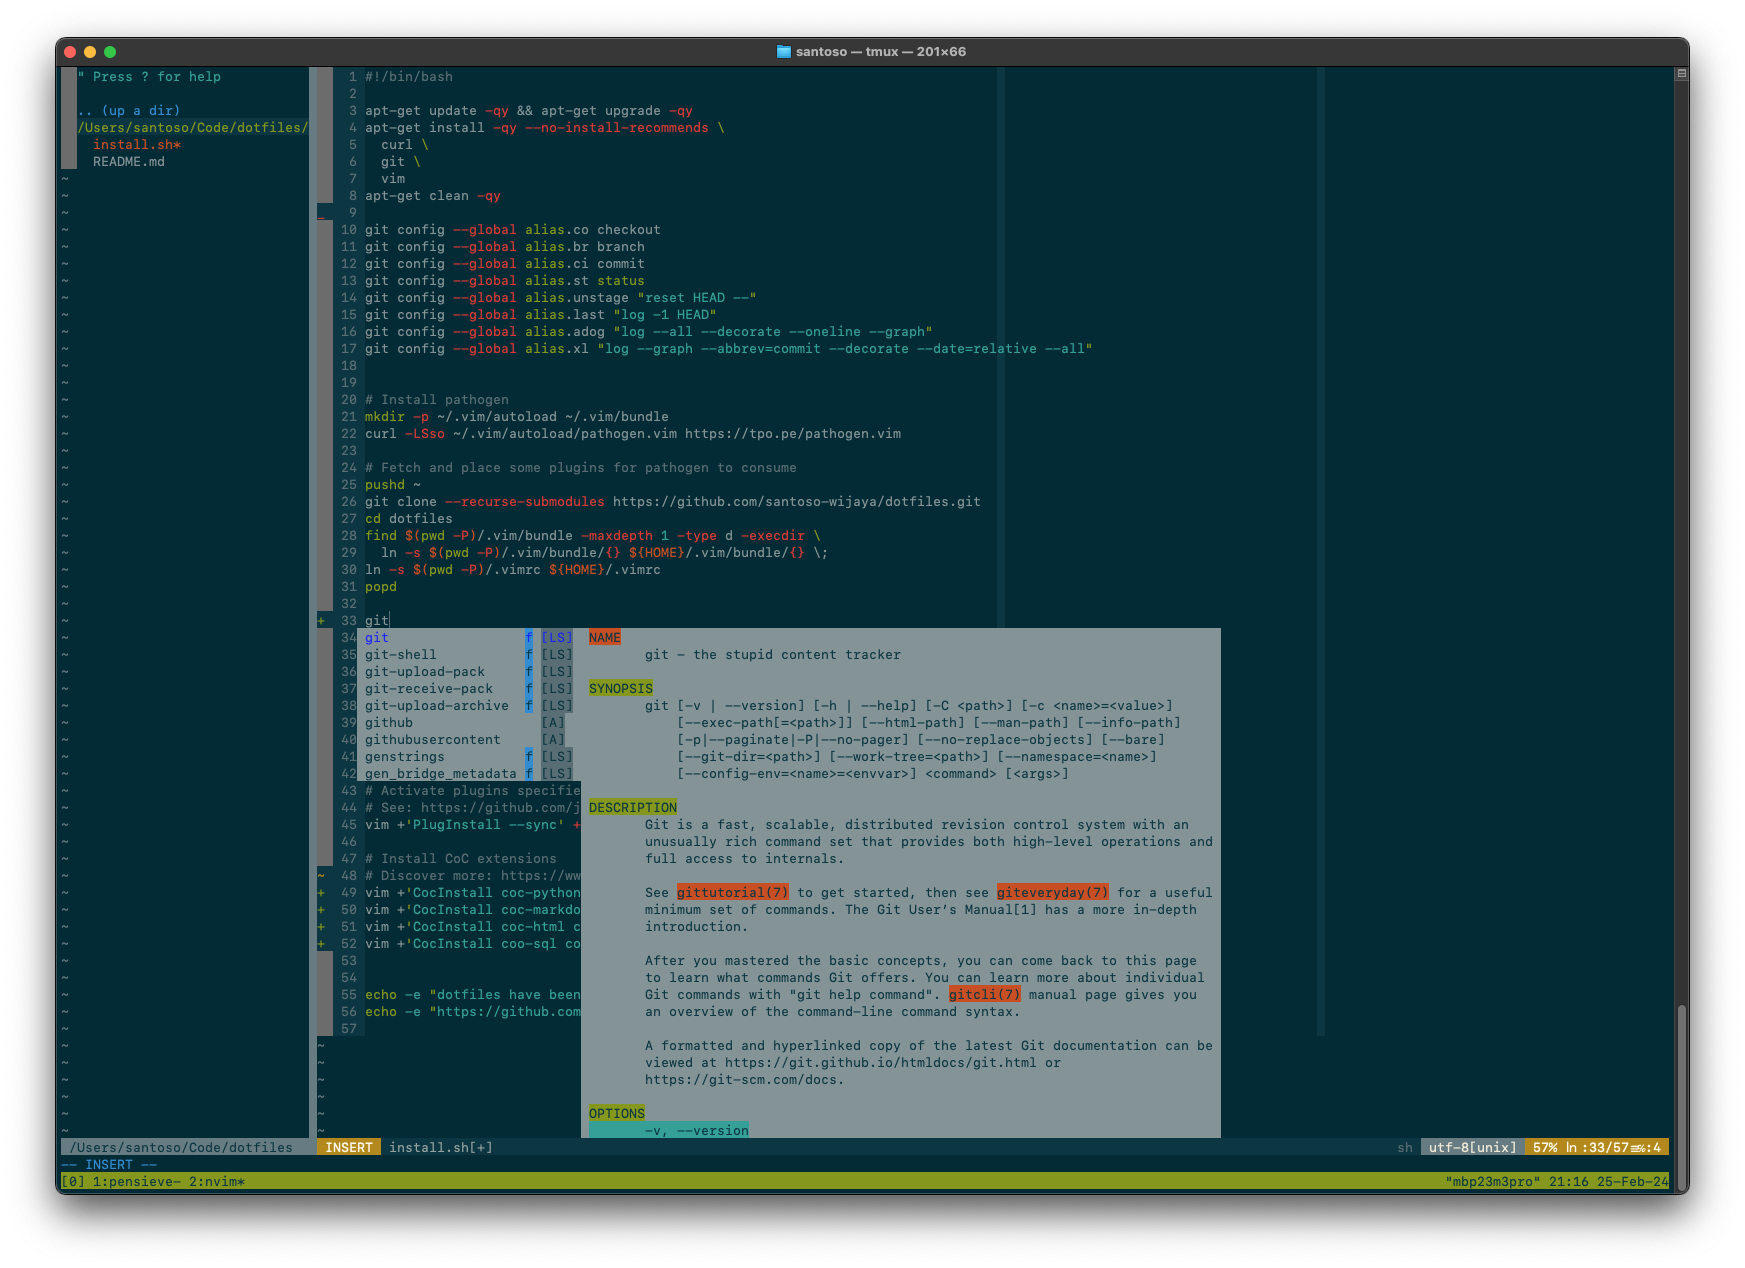 santoso — tmux — 201×66
" Press ? for help
.. (up a dir)
/Users/santoso/Code/dotfiles/
install.sh*
README.md
1 #!/bin/bash
2
3 apt-get update -qy && apt-get upgrade -qy
4 apt-get install -qy --no-install-recommends \
5 curl \
6 git \
7 vim
8 apt-get clean -qy
_ 9
10 git config --global alias.co checkout
11 git config --global alias.br branch
12 git config --global alias.ci commit
13 git config --global alias.st status
14 git config --global alias.unstage "reset HEAD --"
15 git config --global alias.last "log -1 HEAD"
16 git config --global alias.adog "log --all --decorate --oneline --graph"
17 git config --global alias.xl "log --graph --abbrev=commit --decorate --date=relative --all"
18
19
20 # Install pathogen
21 mkdir -p ~/.vim/autoload ~/.vim/bundle
22 curl -LSso ~/.vim/autoload/pathogen.vim https://tpo.pe/pathogen.vim
23
24 # Fetch and place some plugins for pathogen to consume
25 pushd ~
26 git clone --recurse-submodules https://github.com/santoso-wijaya/dotfiles.git
27 cd dotfiles
28 find $(pwd -P)/.vim/bundle -maxdepth 1 -type d -execdir \
29 ln -s $(pwd -P)/.vim/bundle/{} ${HOME}/.vim/bundle/{} \;
30 ln -s $(pwd -P)/.vimrc ${HOME}/.vimrc
31 popd
32
+ 33 git
34 git f [LS]
35 git-shell f [LS]
36 git-upload-pack f [LS]
37 git-receive-pack f [LS]
38 git-upload-archive f [LS]
39 github [A]
40 githubusercontent [A]
41 genstrings f [LS]
42 gen_bridge_metadata f [LS]
43 # Activate plugins specifie
44 # See: https://github.com/j
45 vim +'PlugInstall --sync' +
46
47 # Install CoC extensions
~ 48 # Discover more: https://ww
+ 49 vim +'CocInstall coc-python
+ 50 vim +'CocInstall coc-markdo
+ 51 vim +'CocInstall coc-html c
+ 52 vim +'CocInstall coo-sql co
53
54
55 echo -e "dotfiles have been
56 echo -e "https://github.com
57
NAME
git - the stupid content tracker
SYNOPSIS
git [-v | --version] [-h | --help] [-C <path>] [-c <name>=<value>]
[--exec-path[=<path>]] [--html-path] [--man-path] [--info-path]
[-p|--paginate|-P|--no-pager] [--no-replace-objects] [--bare]
[--git-dir=<path>] [--work-tree=<path>] [--namespace=<name>]
[--config-env=<name>=<envvar>] <command> [<args>]
DESCRIPTION
Git is a fast, scalable, distributed revision control system with an
unusually rich command set that provides both high-level operations and
full access to internals.
See gittutorial(7) to get started, then see giteveryday(7) for a useful
minimum set of commands. The Git User’s Manual[1] has a more in-depth
introduction.
After you mastered the basic concepts, you can come back to this page
to learn what commands Git offers. You can learn more about individual
Git commands with "git help command". gitcli(7) manual page gives you
an overview of the command-line command syntax.
A formatted and hyperlinked copy of the latest Git documentation can be
viewed at https://git.github.io/htmldocs/git.html or
https://git-scm.com/docs.
OPTIONS
-v, --version
/Users/santoso/Code/dotfiles INSERT install.sh[+] sh utf-8[unix] 57% ln :33/57≡%:4
-- INSERT --
[0] 1:pensieve- 2:nvim* "mbp23m3pro" 21:16 25-Feb-24